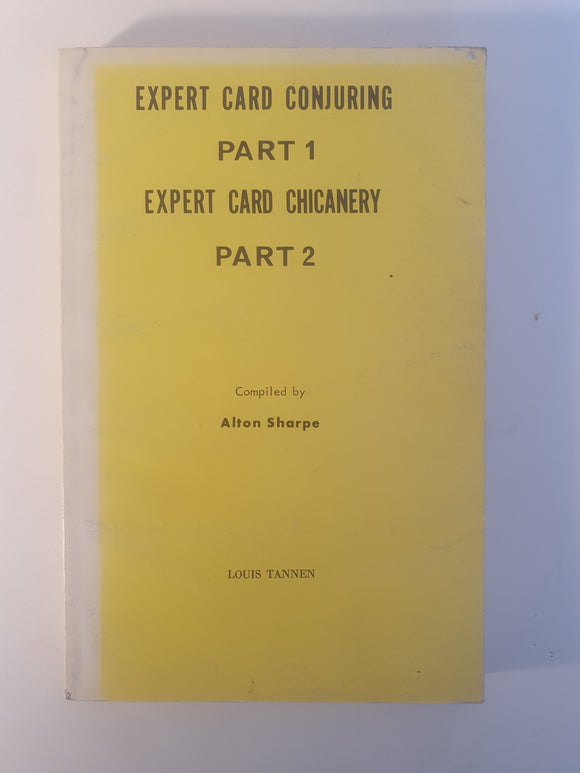 EXPERT CARD CONJURING
PART 1
EXPERT CARD CHICANERY
PART 2
Compiled by
Alton Sharpe
LOUIS TANNEN